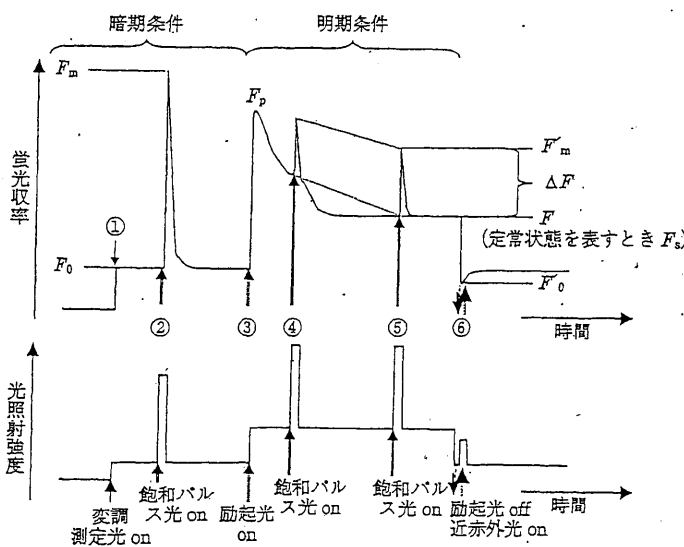 暗期条件
明期条件
Fm
Fp
F'm
ΔF
F
(定常状態を表すとき Fs)
F0
F'0
蛍光収率
①
②
③
④
⑤
⑥
時間
光照射強度
変調
測定光 on
飽和パル
ス光 on
励起光
on
飽和パル
ス光 on
飽和パル
ス光 on
励起光 off
近赤外光 on
時間